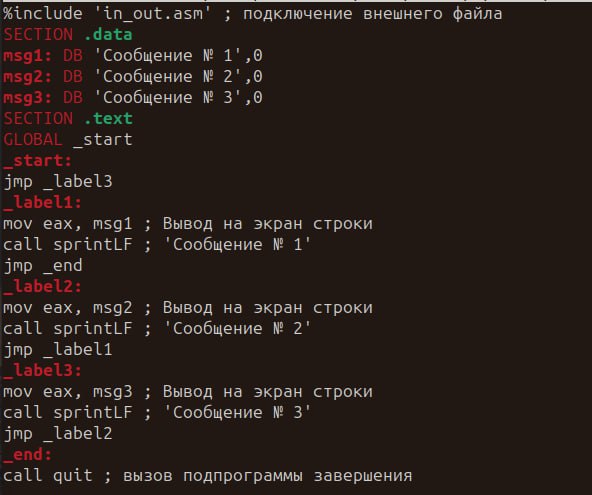 %include 'in_out.asm' ; подключение внешнего файла
SECTION .data
msg1: DB 'Сообщение № 1',0
msg2: DB 'Сообщение № 2',0
msg3: DB 'Сообщение № 3',0
SECTION .text
GLOBAL _start
_start:
jmp _label3
_label1:
mov eax, msg1 ; Вывод на экран строки
call sprintLF ; 'Сообщение № 1'
jmp _end
_label2:
mov eax, msg2 ; Вывод на экран строки
call sprintLF ; 'Сообщение № 2'
jmp _label1
_label3:
mov eax, msg3 ; Вывод на экран строки
call sprintLF ; 'Сообщение № 3'
jmp _label2
_end:
call quit ; вызов подпрограммы завершения